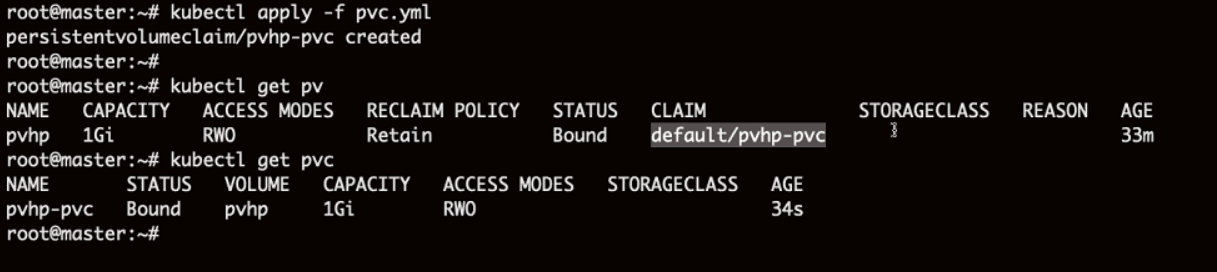 root@master:~# kubectl apply -f pvc.yml
persistentvolumeclaim/pvhp-pvc created
root@master:~#
root@master:~# kubectl get pv
NAME   CAPACITY   ACCESS MODES   RECLAIM POLICY   STATUS   CLAIM              STORAGECLASS   REASON   AGE
pvhp   1Gi        RWO            Retain           Bound    default/pvhp-pvc                           33m
root@master:~# kubectl get pvc
NAME       STATUS   VOLUME   CAPACITY   ACCESS MODES   STORAGECLASS   AGE
pvhp-pvc   Bound    pvhp     1Gi        RWO                           34s
root@master:~#